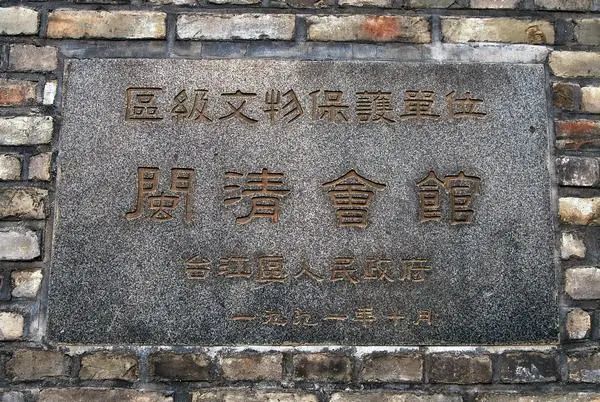 區級文物保護單位
閩清會館
台江區人民政府
一九九一年十月